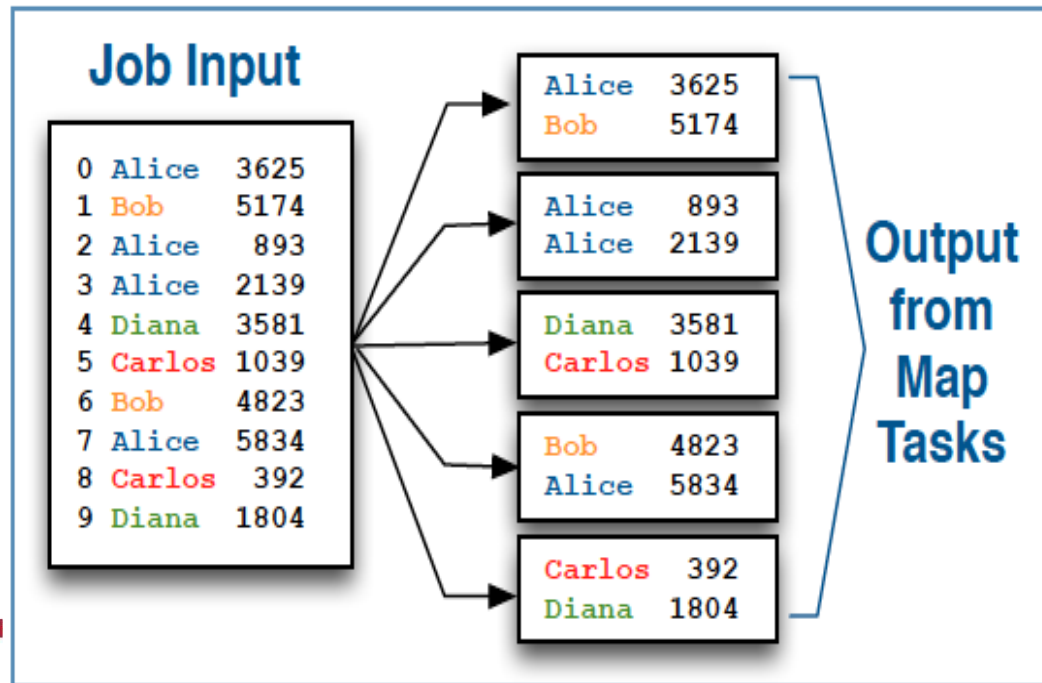 Job Input
0 Alice 3625
1 Bob 5174
2 Alice 893
3 Alice 2139
4 Diana 3581
5 Carlos 1039
6 Bob 4823
7 Alice 5834
8 Carlos 392
9 Diana 1804
Alice 3625
Bob 5174
Alice 893
Alice 2139
Diana 3581
Carlos 1039
Bob 4823
Alice 5834
Carlos 392
Diana 1804
Output
from
Map
Tasks